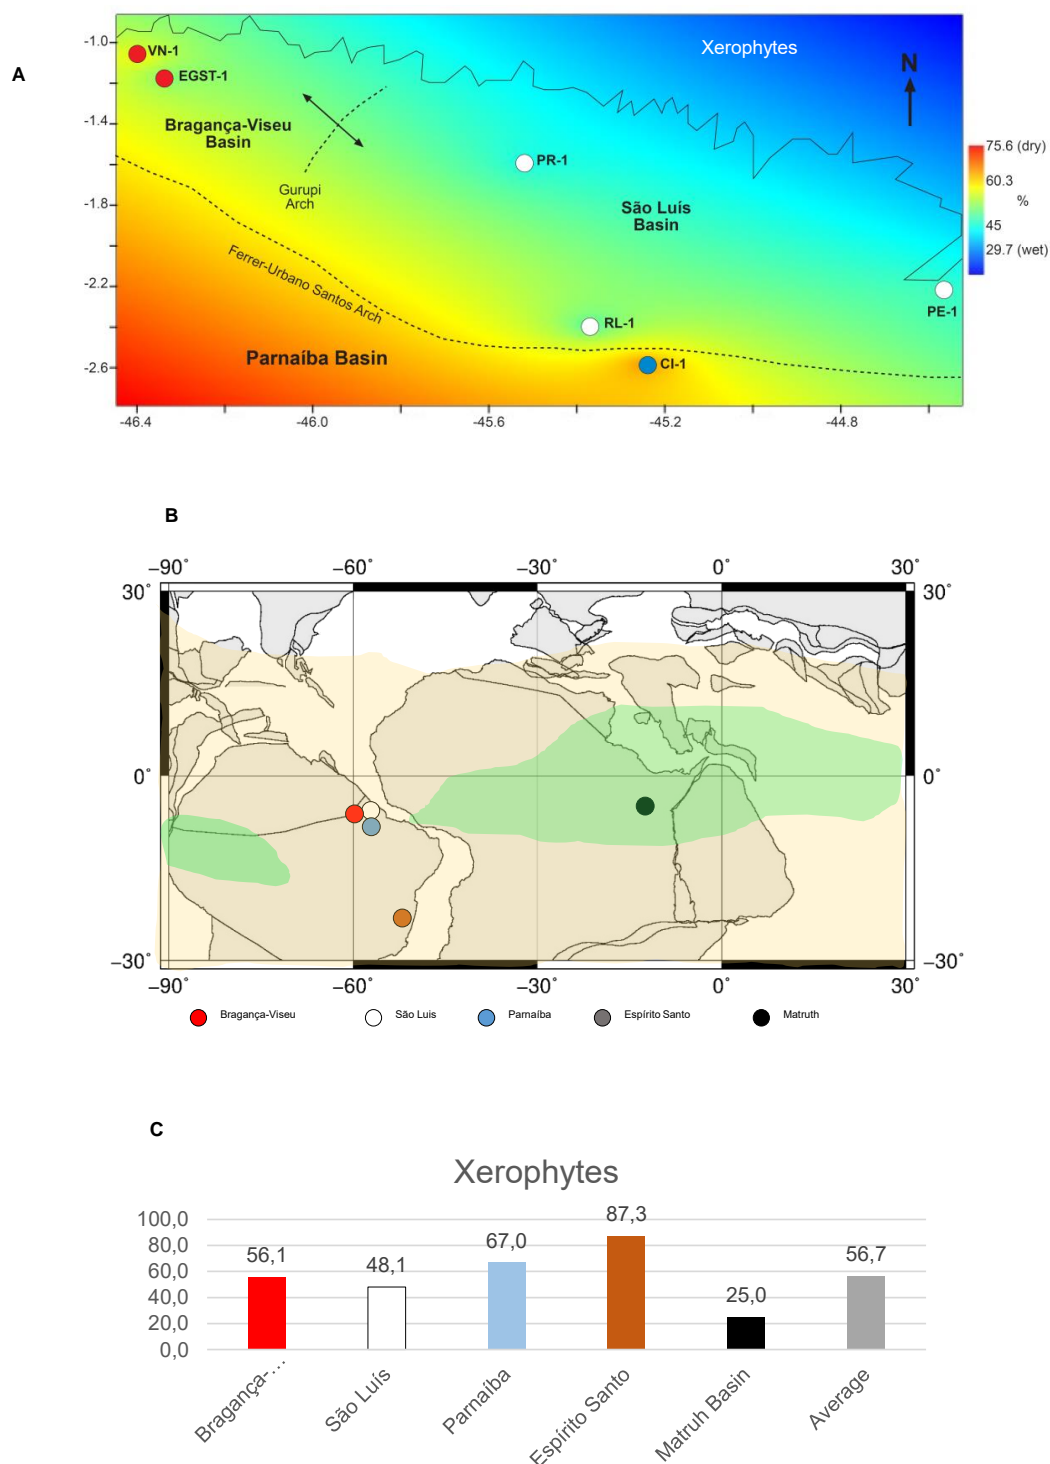 A
Xerophytes
N
-1.0
-1.4
-1.8
-2.2
-2.6
VN-1
EGST-1
Bragança-Viseu
Basin
Gurupi
Arch
PR-1
São Luís
Basin
Ferrer-Urbano Santos Arch
RL-1
PE-1
CI-1
Parnaíba Basin
75.6 (dry)
60.3
%
45
29.7 (wet)
-46.4
-46.0
-45.6
-45.2
-44.8
B
−90˚
−60˚
−30˚
0˚
30˚
30˚
30˚
0˚
0˚
−30˚
−30˚
−90˚
−60˚
−30˚
0˚
30˚
Bragança-Viseu
São Luis
Parnaíba
Espírito Santo
Matruth
C
Xerophytes
100,0
80,0
60,0
40,0
20,0
0,0
56,1
48,1
67,0
87,3
25,0
56,7
Bragança-...
São Luís
Parnaíba
Espírito Santo
Matruh Basin
Average